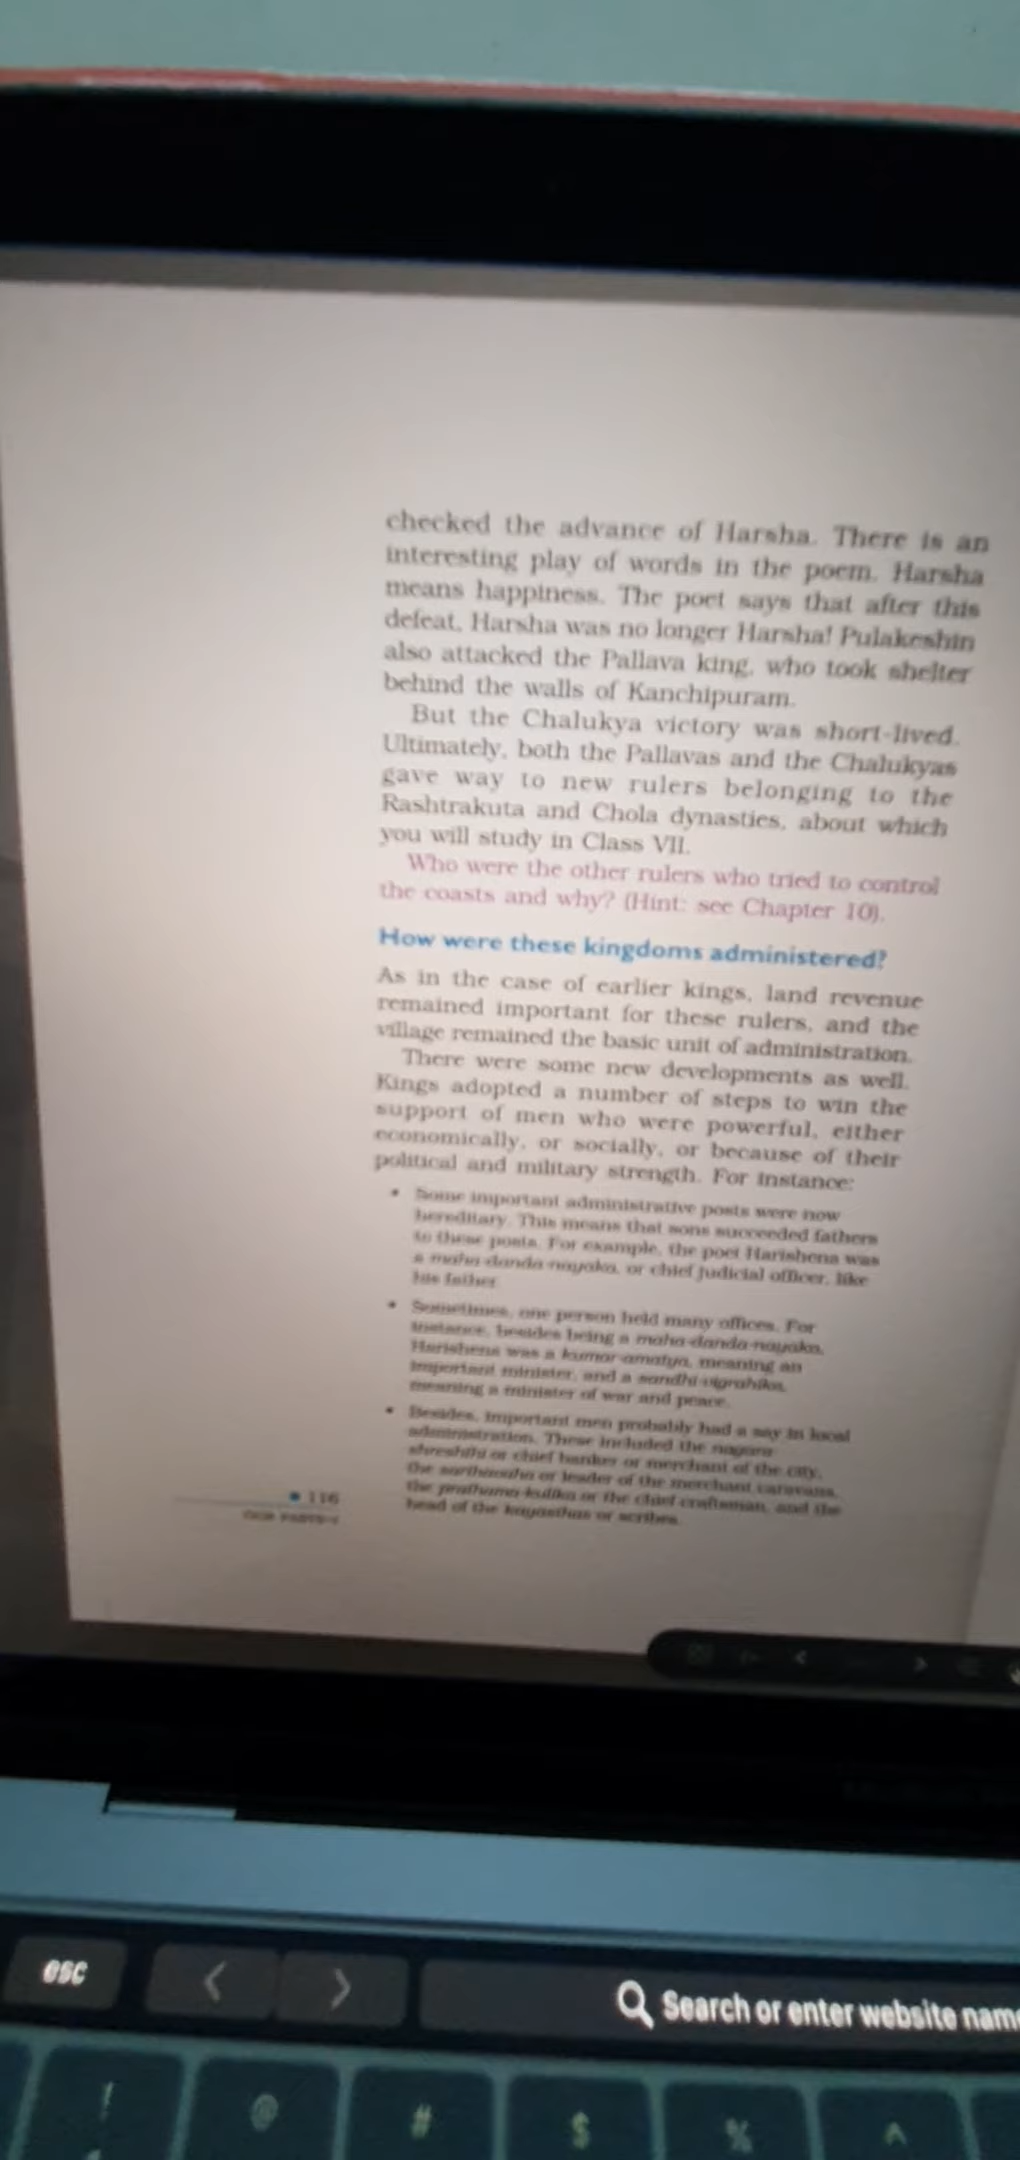 checked the advance of Harsha. There is an
interesting play of words in the poem. Harsha
means happiness. The poet says that after this
defeat, Harsha was no longer Harsha! Pulakeshin
also attacked the Pallava king, who took shelter
behind the walls of Kanchipuram.
But the Chalukya victory was short-lived.
Ultimately, both the Pallavas and the Chalukyas
gave way to new rulers belonging to the
Rashtrakuta and Chola dynasties, about which
you will study in Class VII.
Who were the other rulers who tried to control
the coasts and why? (Hint: see Chapter 10).
How were these kingdoms administered?
As in the case of earlier kings, land revenue
remained important for these rulers, and the
village remained the basic unit of administration.
There were some new developments as well.
Kings adopted a number of steps to win the
support of men who were powerful, either
economically, or socially, or because of their
political and military strength. For instance:
• Some important administrative posts were now
hereditary. This means that sons succeeded fathers
to these posts. For example, the poet Harishena was
a maha-danda-nayaka, or chief judicial officer, like
his father.
• Sometimes, one person held many offices. For
instance, besides being a maha-danda-nayaka,
Harishena was a kumar-amatya, meaning an
important minister, and a sandhi-vigrahika,
meaning a minister of war and peace.
• Besides, important men probably had a say in local
administration. These included the nagara-
shreshthi or chief banker or merchant of the city,
the sarthavaha or leader of the merchant caravans,
the prathama-kulika or the chief craftsman, and the
head of the kayasthas or scribes.
• 116
OUR PASTS-I
esc < > Search or enter website name
! @ # $ % ^